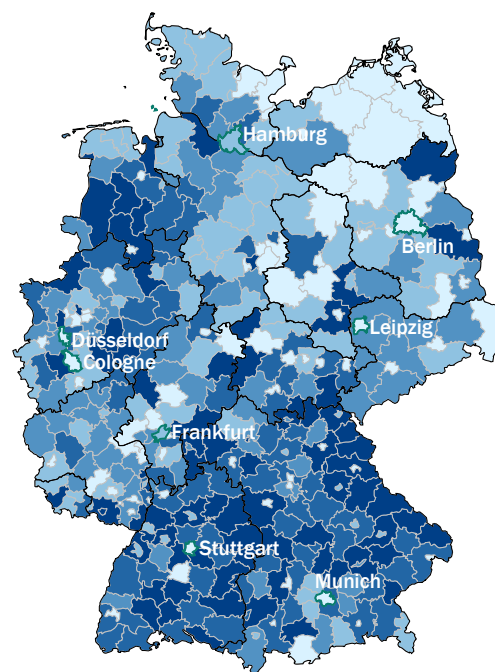 Hamburg
Berlin
Leipzig
Düsseldorf
Cologne
Frankfurt
Stuttgart
Munich